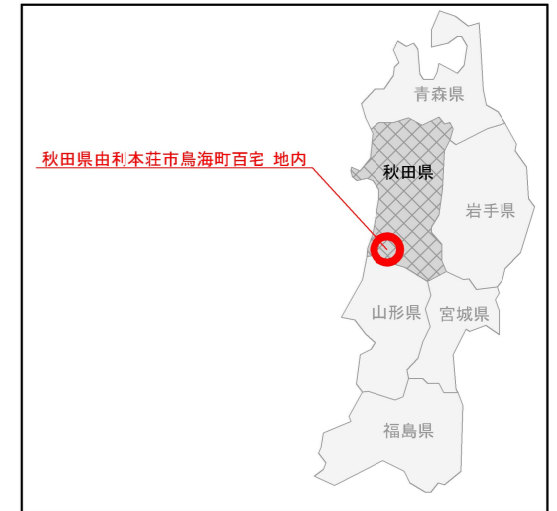 青森県
秋田県由利本荘市鳥海町百宅 地内
秋田県
岩手県
山形県
宮城県
福島県